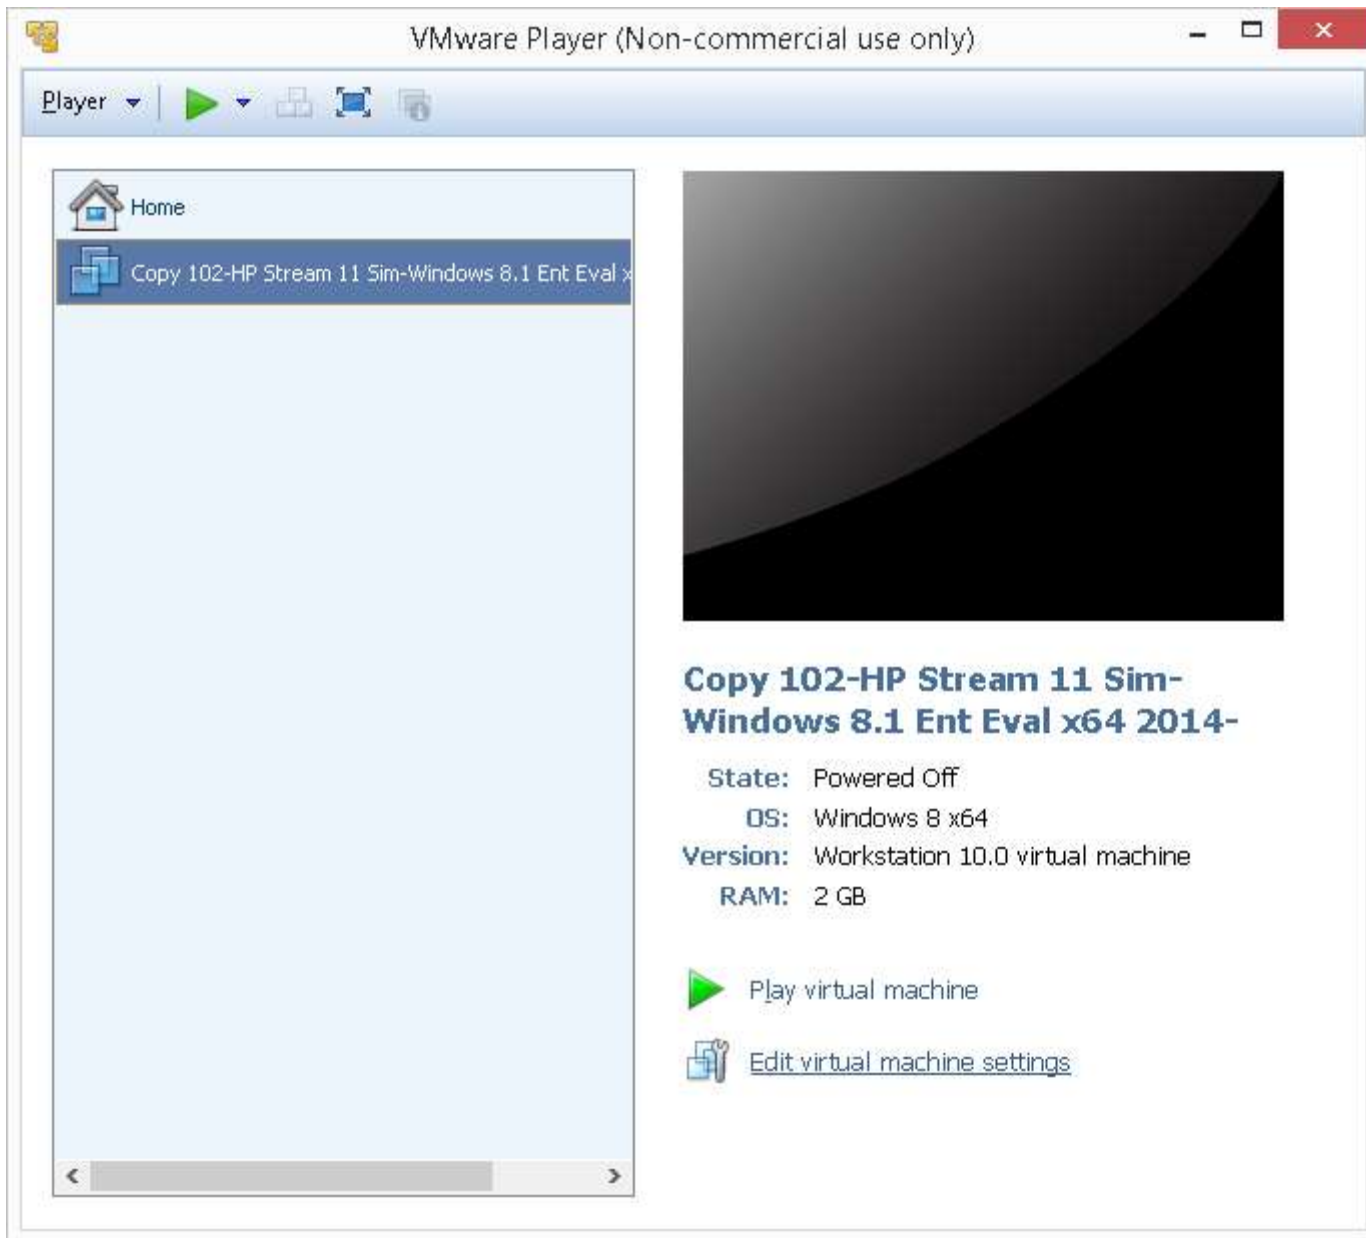 VMware Player (Non-commercial use only)
Player
Home
Copy 102-HP Stream 11 Sim-Windows 8.1 Ent Eval x
Copy 102-HP Stream 11 Sim-
Windows 8.1 Ent Eval x64 2014-
State: Powered Off
OS: Windows 8 x64
Version: Workstation 10.0 virtual machine
RAM: 2 GB
Play virtual machine
Edit virtual machine settings